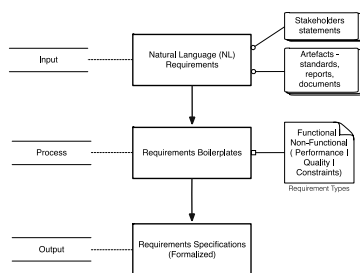 Stakeholders
statements
Natural Language (NL)
Requirements
Input
Artefacts -
standards,
reports,
documents
Functional
Non-Functional
( Performance I
Quality I
Constraints)
Process
Requirements Boilerplates
Requirement Types
Output
Requirements Specifications
(Formalized)